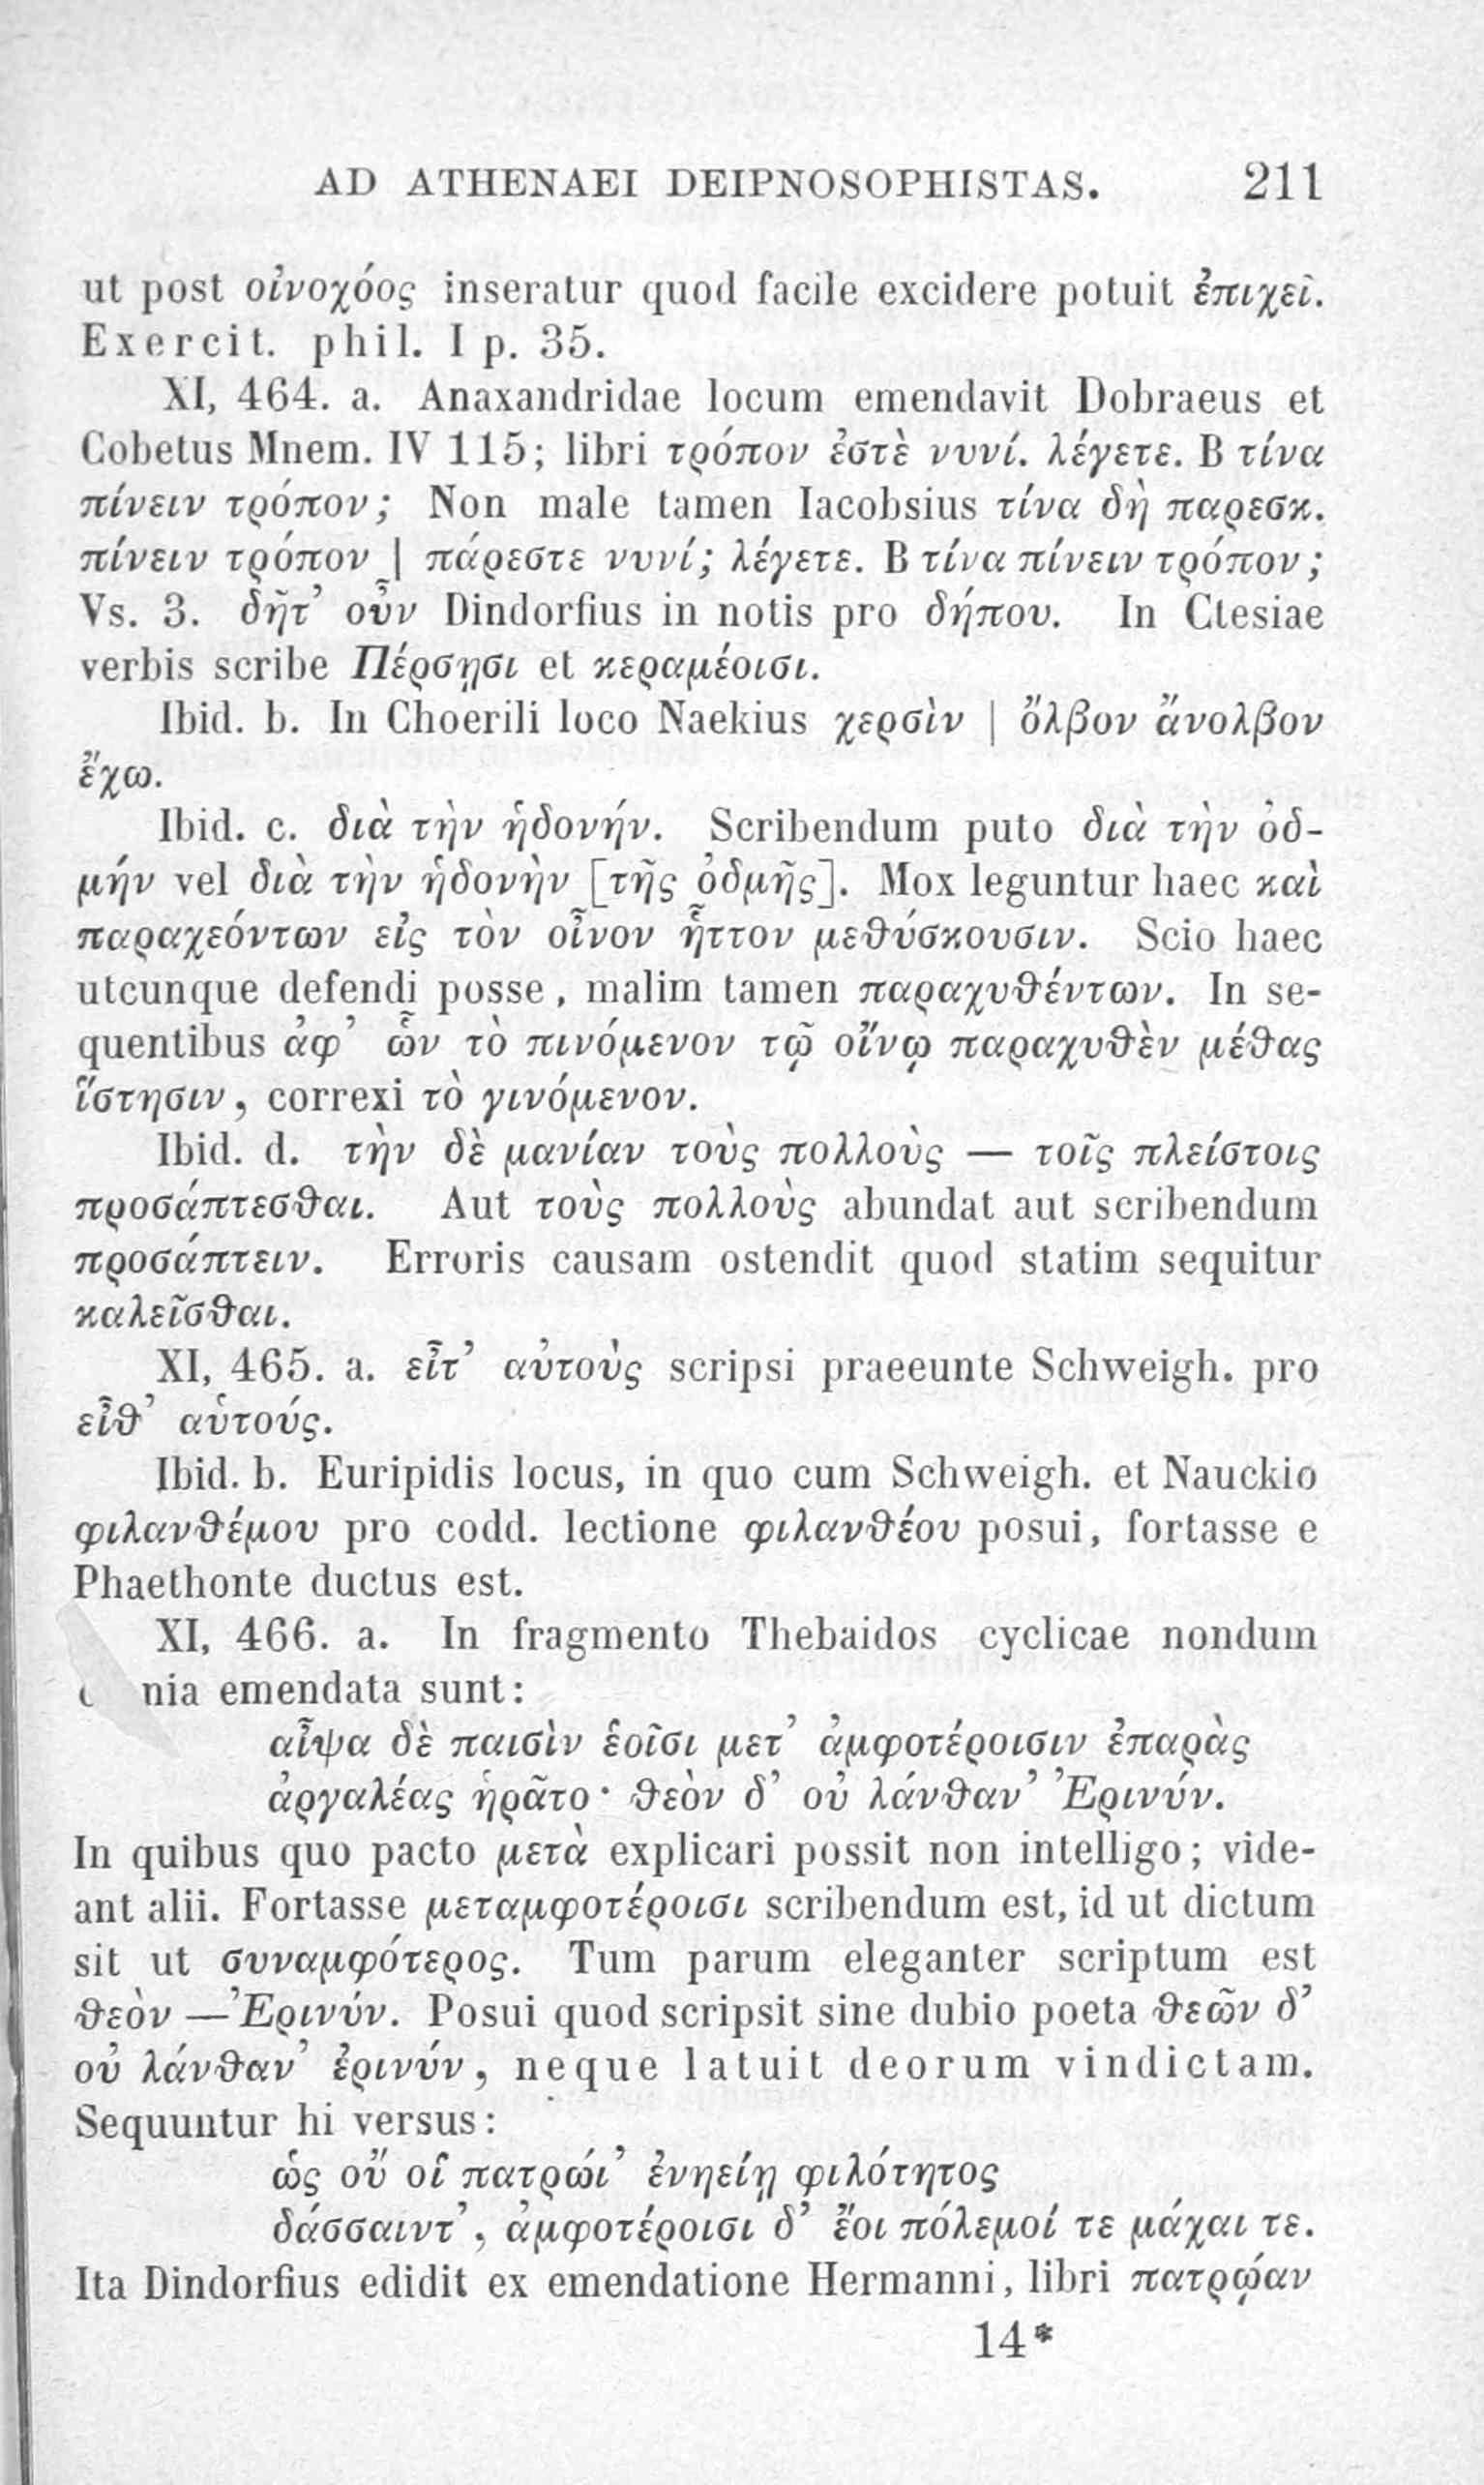 AD ATHENAEI DEIPNOSOPHISTAS. 211
ut post οἰνοχόος inseratur quod facile excidere potuit ἐπιχεῖ.
Exercit. phil. I p. 35.
XI, 464. a. Anaxandridae locum emendavit Dobraeus et
Cobetus Mnem. IV 115; libri τρόπον ἐστὲ νυνί. λέγετε. B τίνα
πίνειν τρόπον; Non male tamen Iacobsius τίνα δὴ παρεσκ.
πίνειν τρόπον | πάρεστε νυνί; λέγετε. B τίνα πίνειν τρόπον;
Vs. 3. δῆτ’ οὖν Dindorfius in notis pro δήπου. In Ctesiae
verbis scribe Πέρσῃσι et κεραμέοισι.
Ibid. b. In Choerili loco Naekius χερσὶν | ὄλβον ἄνολβον
ἔχω.
Ibid. c. διὰ τὴν ἡδονήν. Scribendum puto διὰ τὴν ὀδ-
μήν vel διὰ τὴν ἡδονὴν [τῆς ὀδμῆς]. Mox leguntur haec καὶ
παραχεόντων εἰς τὸν οἶνον ἧττον μεθύσκουσιν. Scio haec
utcunque defendi posse, malim tamen παραχυθέντων. In se-
quentibus ἀφ’ ὧν τὸ πινόμενον τῷ οἴνῳ παραχυθὲν μέθας
ἵστησιν, correxi τὸ γινόμενον.
Ibid. d. τὴν δὲ μανίαν τοὺς πολλοὺς — τοῖς πλείστοις
προσάπτεσθαι. Aut τοὺς πολλοὺς abundat aut scribendum
προσάπτειν. Erroris causam ostendit quod statim sequitur
καλεῖσθαι.
XI, 465. a. εἶτ’ αὐτοὺς scripsi praeeunte Schweigh. pro
εἶθ’ αὑτούς.
Ibid. b. Euripidis locus, in quo cum Schweigh. et Nauckio
φιλανθέμου pro codd. lectione φιλανθέου posui, fortasse e
Phaethonte ductus est.
XI, 466. a. In fragmento Thebaidos cyclicae nondum
nia emendata sunt:
αἶψα δὲ παισὶν ἑοῖσι μετ’ ἀμφοτέροισιν ἐπαρὰς
ἀργαλέας ἠρᾶτο· θεὸν δ’ οὐ λάνθαν’ Ἐρινύν.
In quibus quo pacto μετὰ explicari possit non intelligo; vide-
ant alii. Fortasse μεταμφοτέροισι scribendum est, id ut dictum
sit ut συναμφότερος. Tum parum eleganter scriptum est
θεὸν — Ἐρινύν. Posui quod scripsit sine dubio poeta θεῶν δ’
οὐ λάνθαν’ ἐρινύν, neque latuit deorum vindictam.
Sequuntur hi versus:
ὡς οὔ οἱ πατρώι’ ἐνηείῃ φιλότητος
δάσσαιντ’, ἀμφοτέροισι δ’ ἔοι πόλεμοί τε μάχαι τε.
Ita Dindorfius edidit ex emendatione Hermanni, libri πατρῴαν
14*